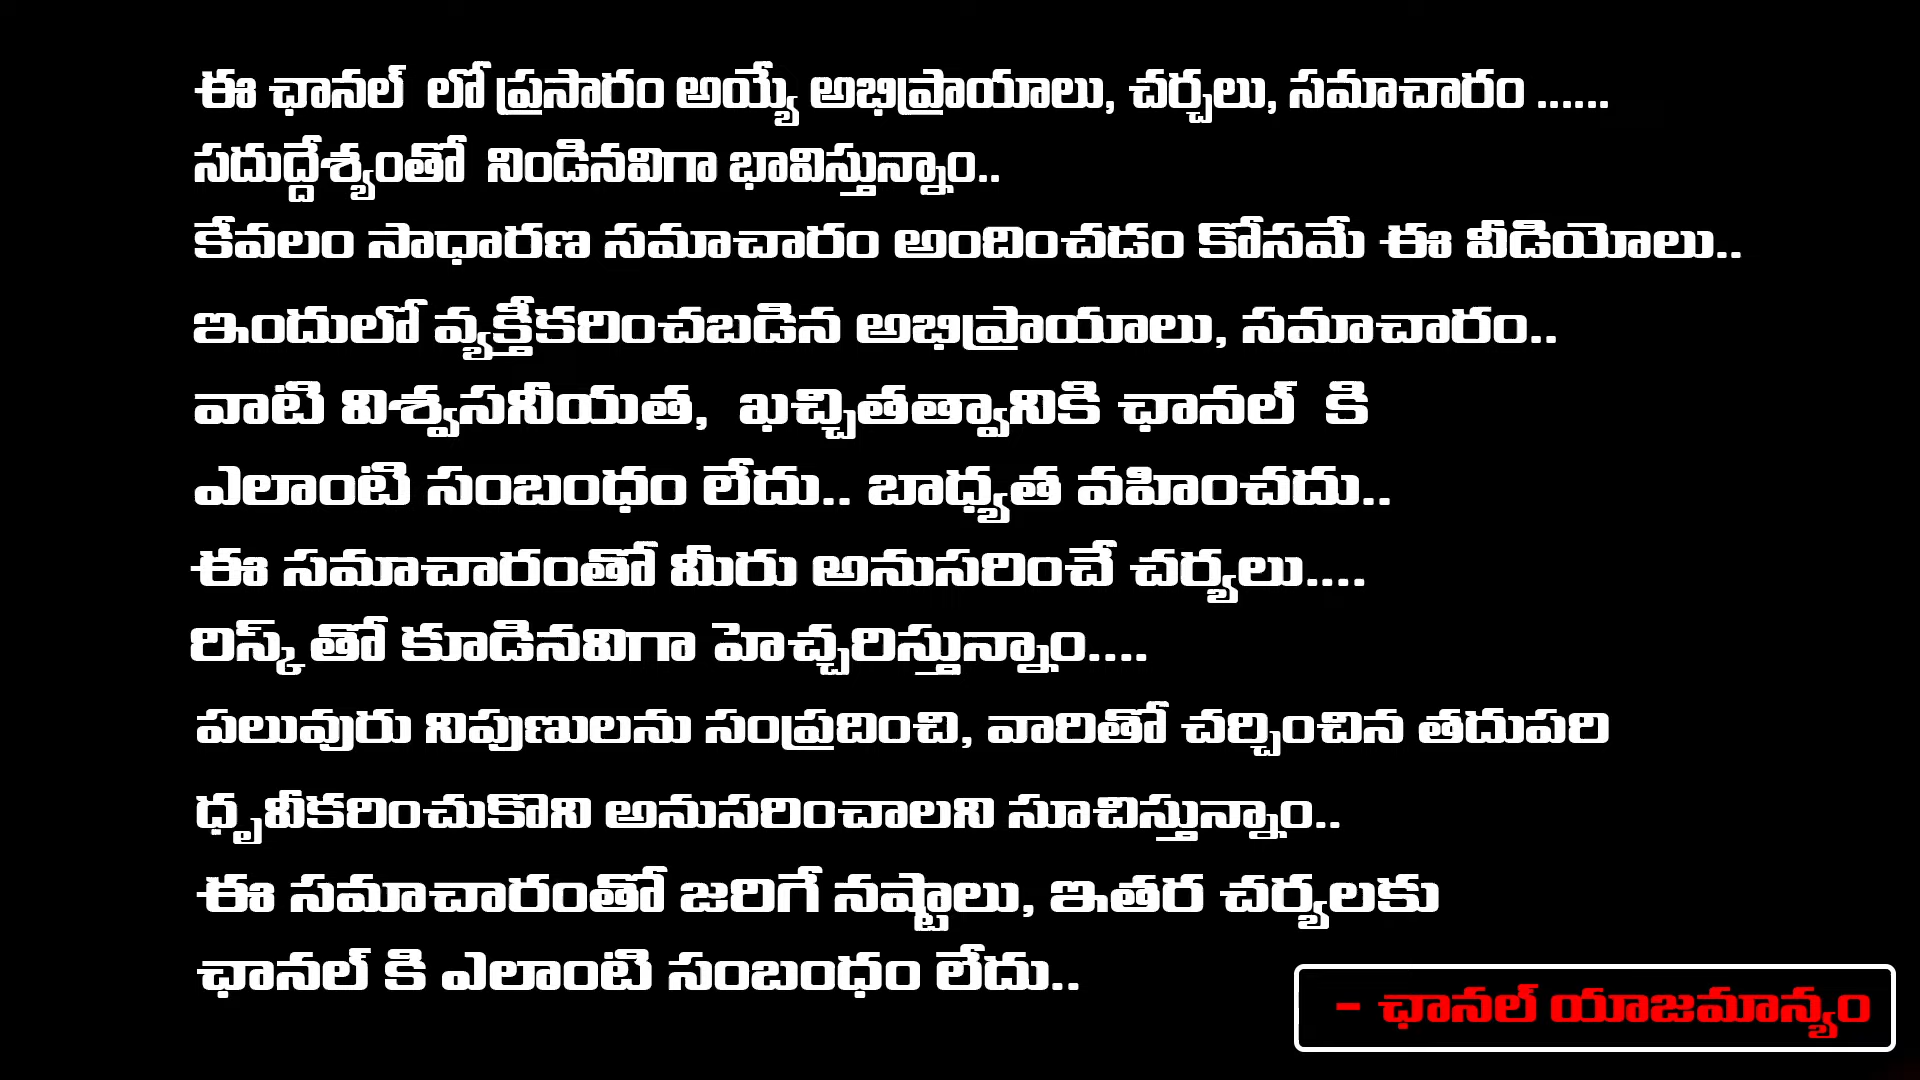 ఈ ఛానల్ లో ప్రసారం అయ్యే అభిప్రాయాలు, చర్చలు, సమాచారం ......
సదుద్దేశ్యంతో నిండినవిగా భావిస్తున్నాం..
కేవలం సాధారణ సమాచారం అందించడం కోసమే ఈ వీడియోలు..
ఇందులో వ్యక్తీకరించబడిన అభిప్రాయాలు, సమాచారం..
వాటి విశ్వసనీయత, ఖచ్చితత్వానికి ఛానల్ కి
ఎలాంటి సంబంధం లేదు.. బాధ్యత వహించదు..
ఈ సమాచారంతో మీరు అనుసరించే చర్యలు....
రిస్క్ తో కూడినవిగా హెచ్చరిస్తున్నాం....
పలువురు నిపుణులను సంప్రదించి, వారితో చర్చించిన తదుపరి
ధృవీకరించుకొని అనుసరించాలని సూచిస్తున్నాం..
ఈ సమాచారంతో జరిగే నష్టాలు, ఇతర చర్యలకు
ఛానల్ కి ఎలాంటి సంబంధం లేదు..
- ఛానల్ యాజమాన్యం